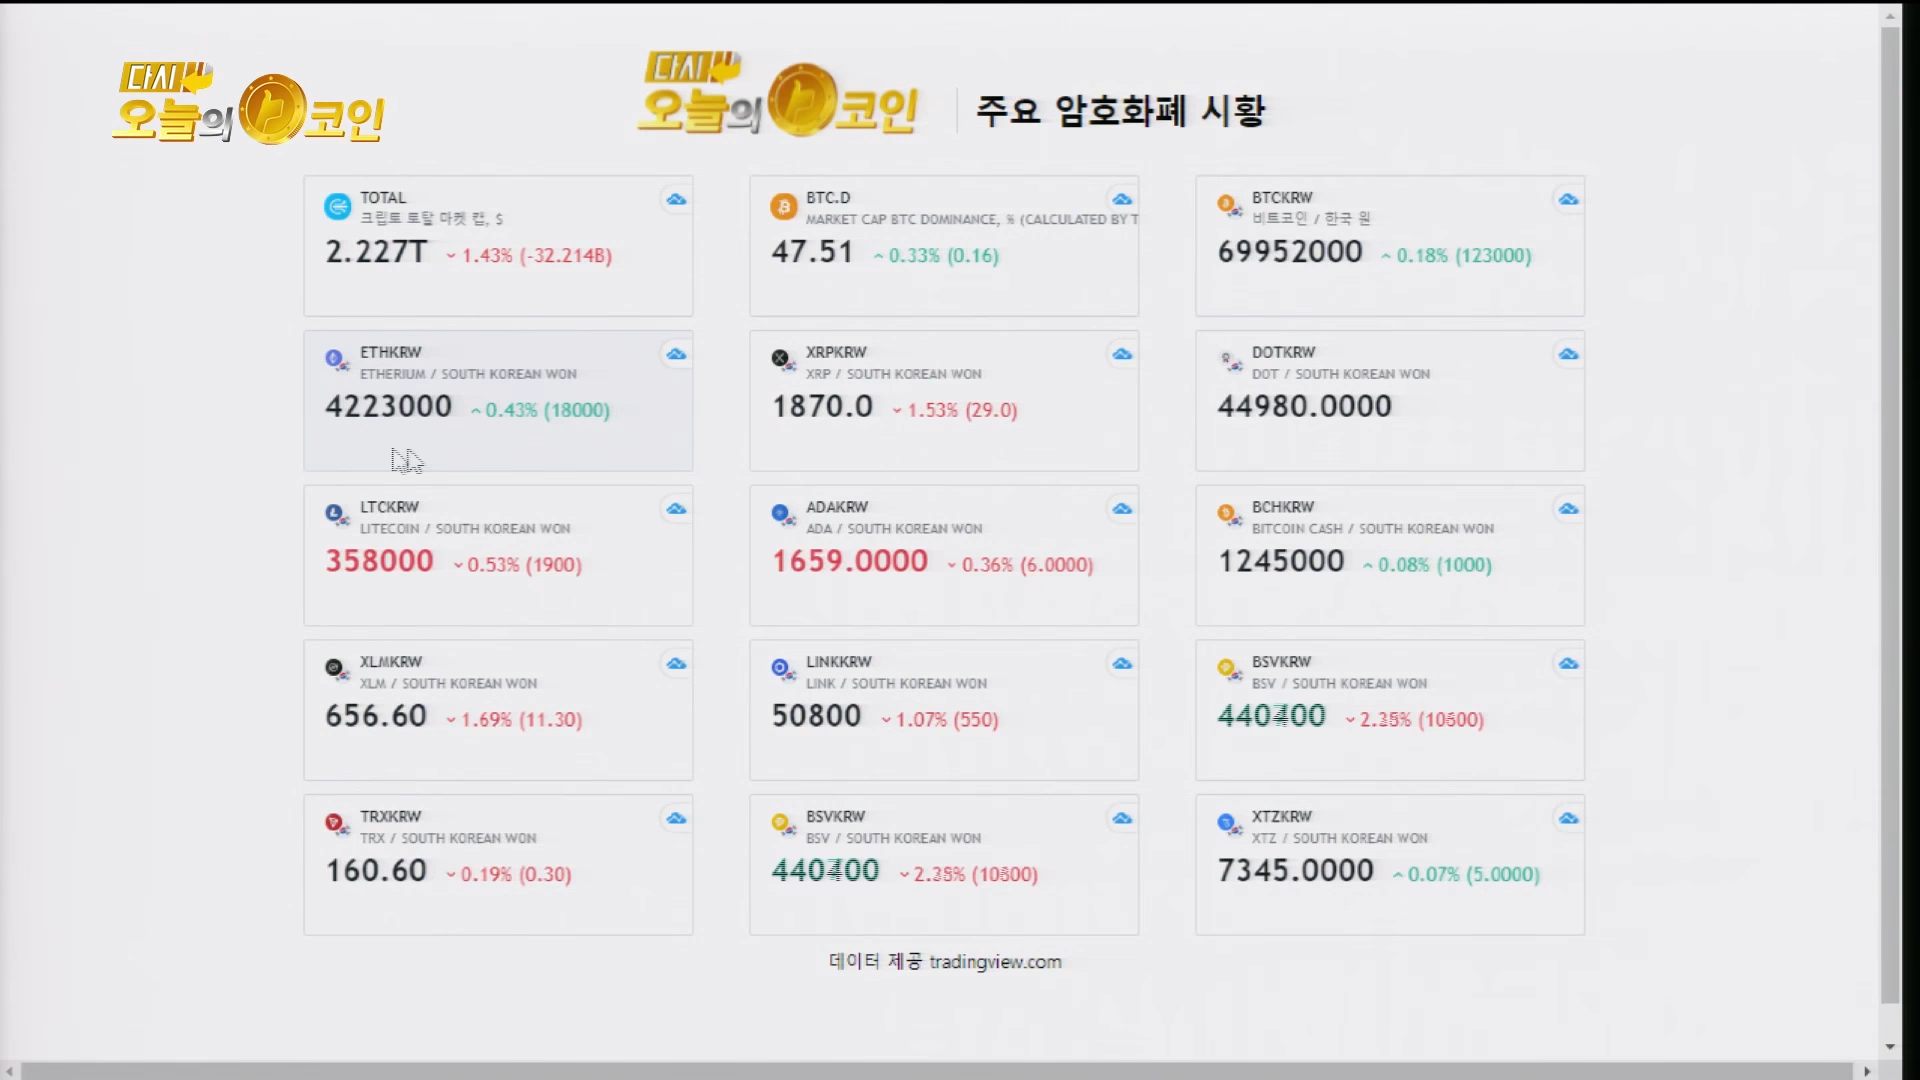 다시
오늘의 코인
다시
오늘의 코인
주요 암호화폐 시황
TOTAL
크립토 토탈 마켓 캡, $
2.227T 1.43% (-32.214B)
BTC.D
MARKET CAP BTC DOMINANCE, % (CALCULATED BY T
47.51 0.33% (0.16)
BTCKRW
비트코인 / 한국 원
69952000 0.18% (123000)
ETHKRW
ETHERIUM / SOUTH KOREAN WON
4223000 0.43% (18000)
XRPKRW
XRP / SOUTH KOREAN WON
1870.0 1.53% (29.0)
DOTKRW
DOT / SOUTH KOREAN WON
44980.0000
LTCKRW
LITECOIN / SOUTH KOREAN WON
358000 0.53% (1900)
ADAKRW
ADA / SOUTH KOREAN WON
1659.0000 0.36% (6.0000)
BCHKRW
BITCOIN CASH / SOUTH KOREAN WON
1245000 0.08% (1000)
XLMKRW
XLM / SOUTH KOREAN WON
656.60 1.69% (11.30)
LINKKRW
LINK / SOUTH KOREAN WON
50800 1.07% (550)
BSVKRW
BSV / SOUTH KOREAN WON
TRXKRW
TRX / SOUTH KOREAN WON
160.60 0.19% (0.30)
BSVKRW
BSV / SOUTH KOREAN WON
XTZKRW
XTZ / SOUTH KOREAN WON
7345.0000 0.07% (5.0000)
데이터 제공 tradingview.com